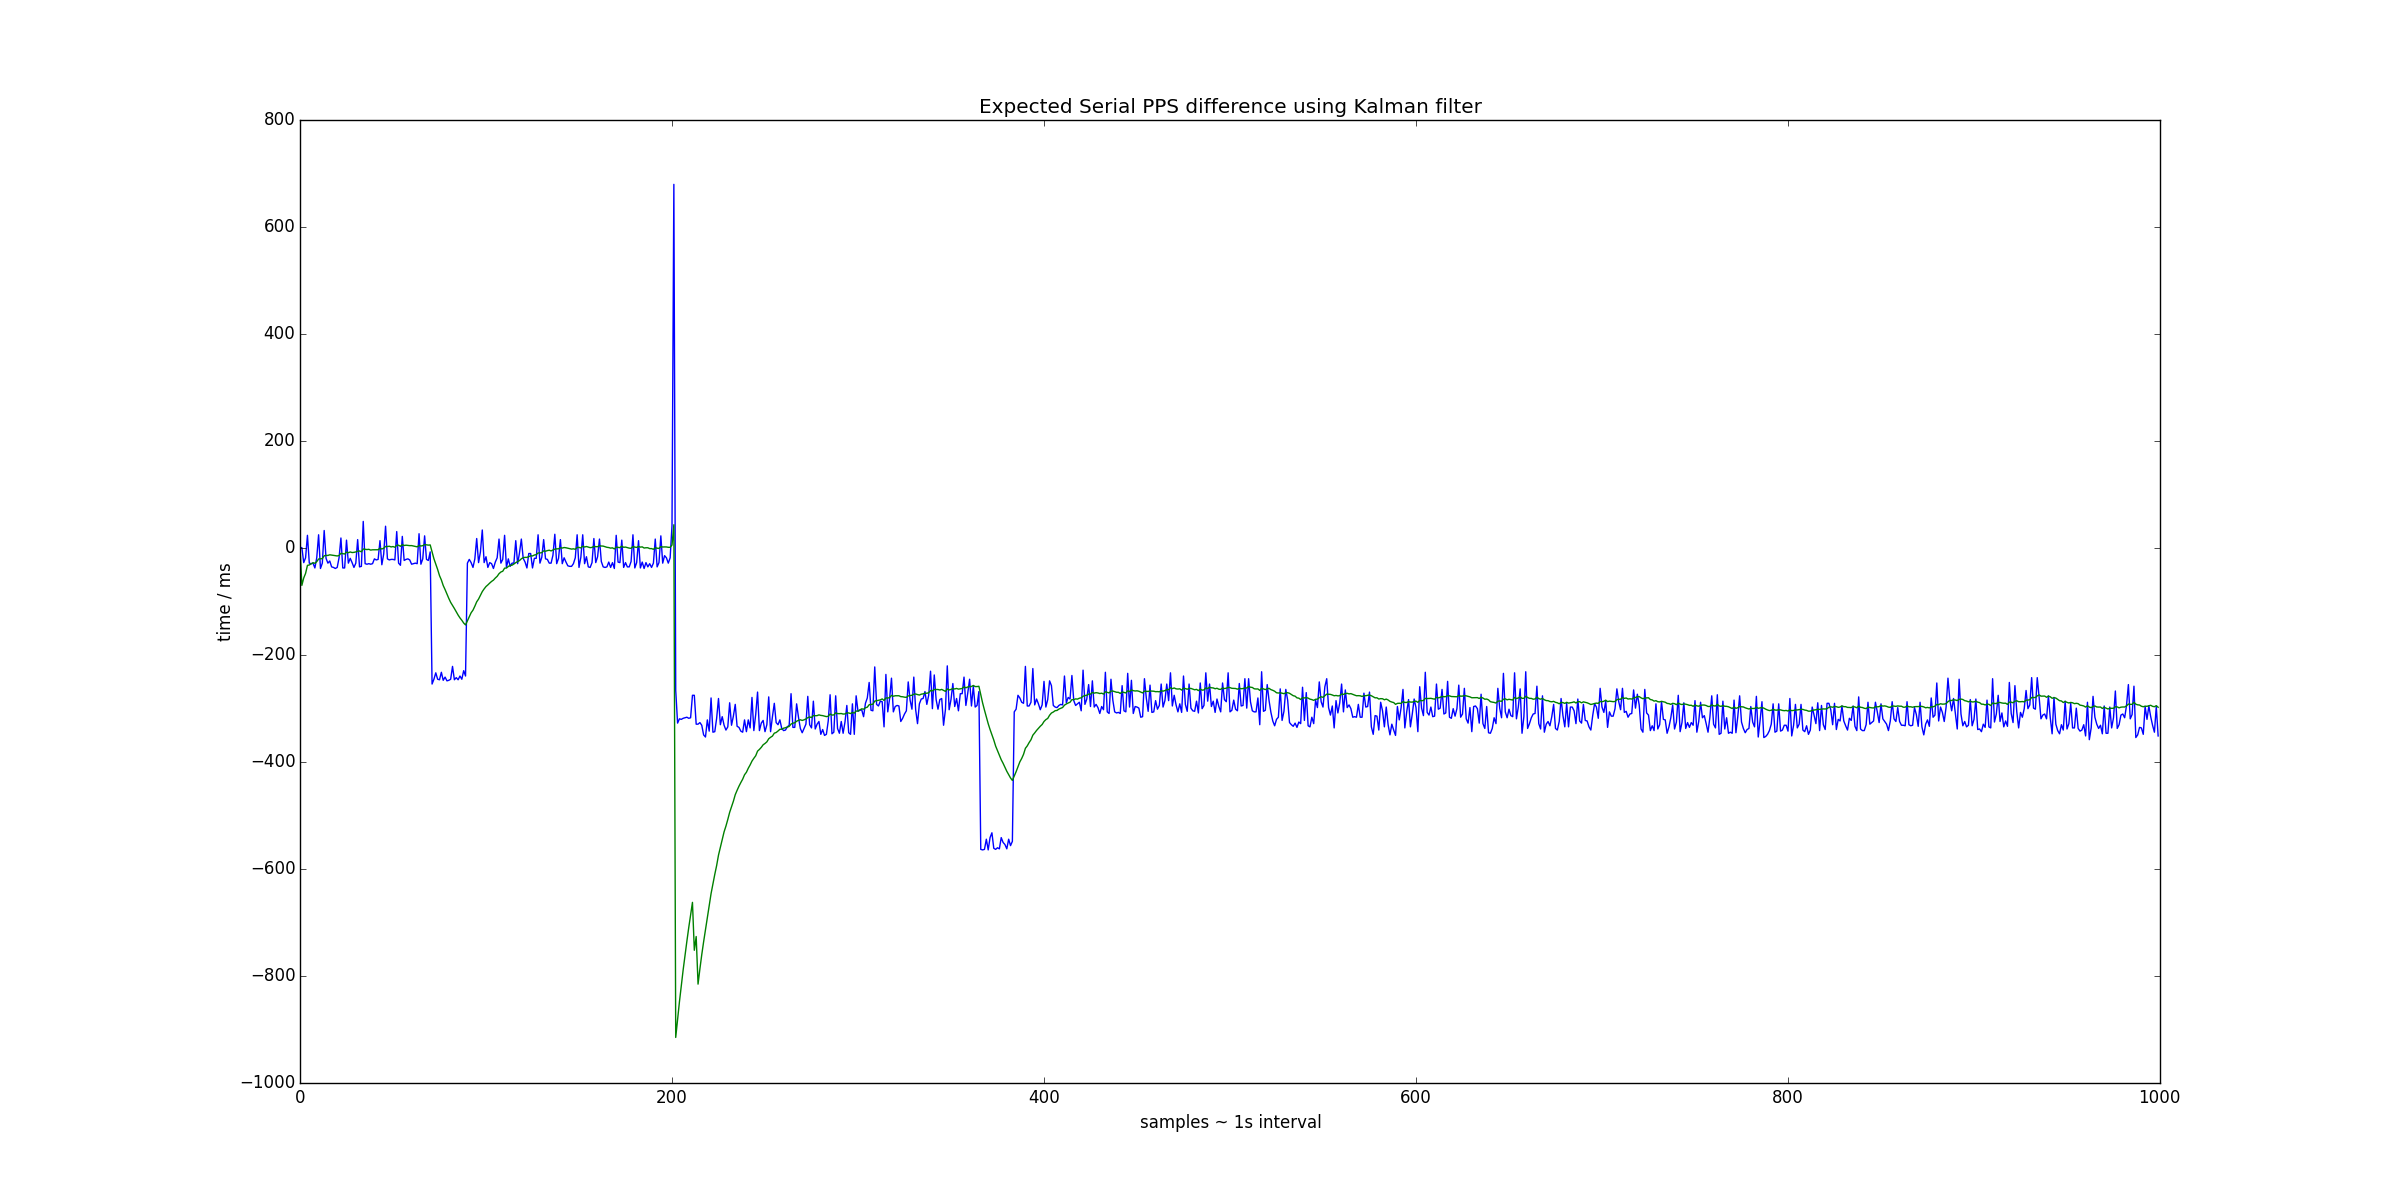 Expected Serial PPS difference using Kalman filter
800
600
400
200
0
−200
−400
−600
−800
−1000
time / ms
0 200 400 600 800 1000
samples ~ 1s interval